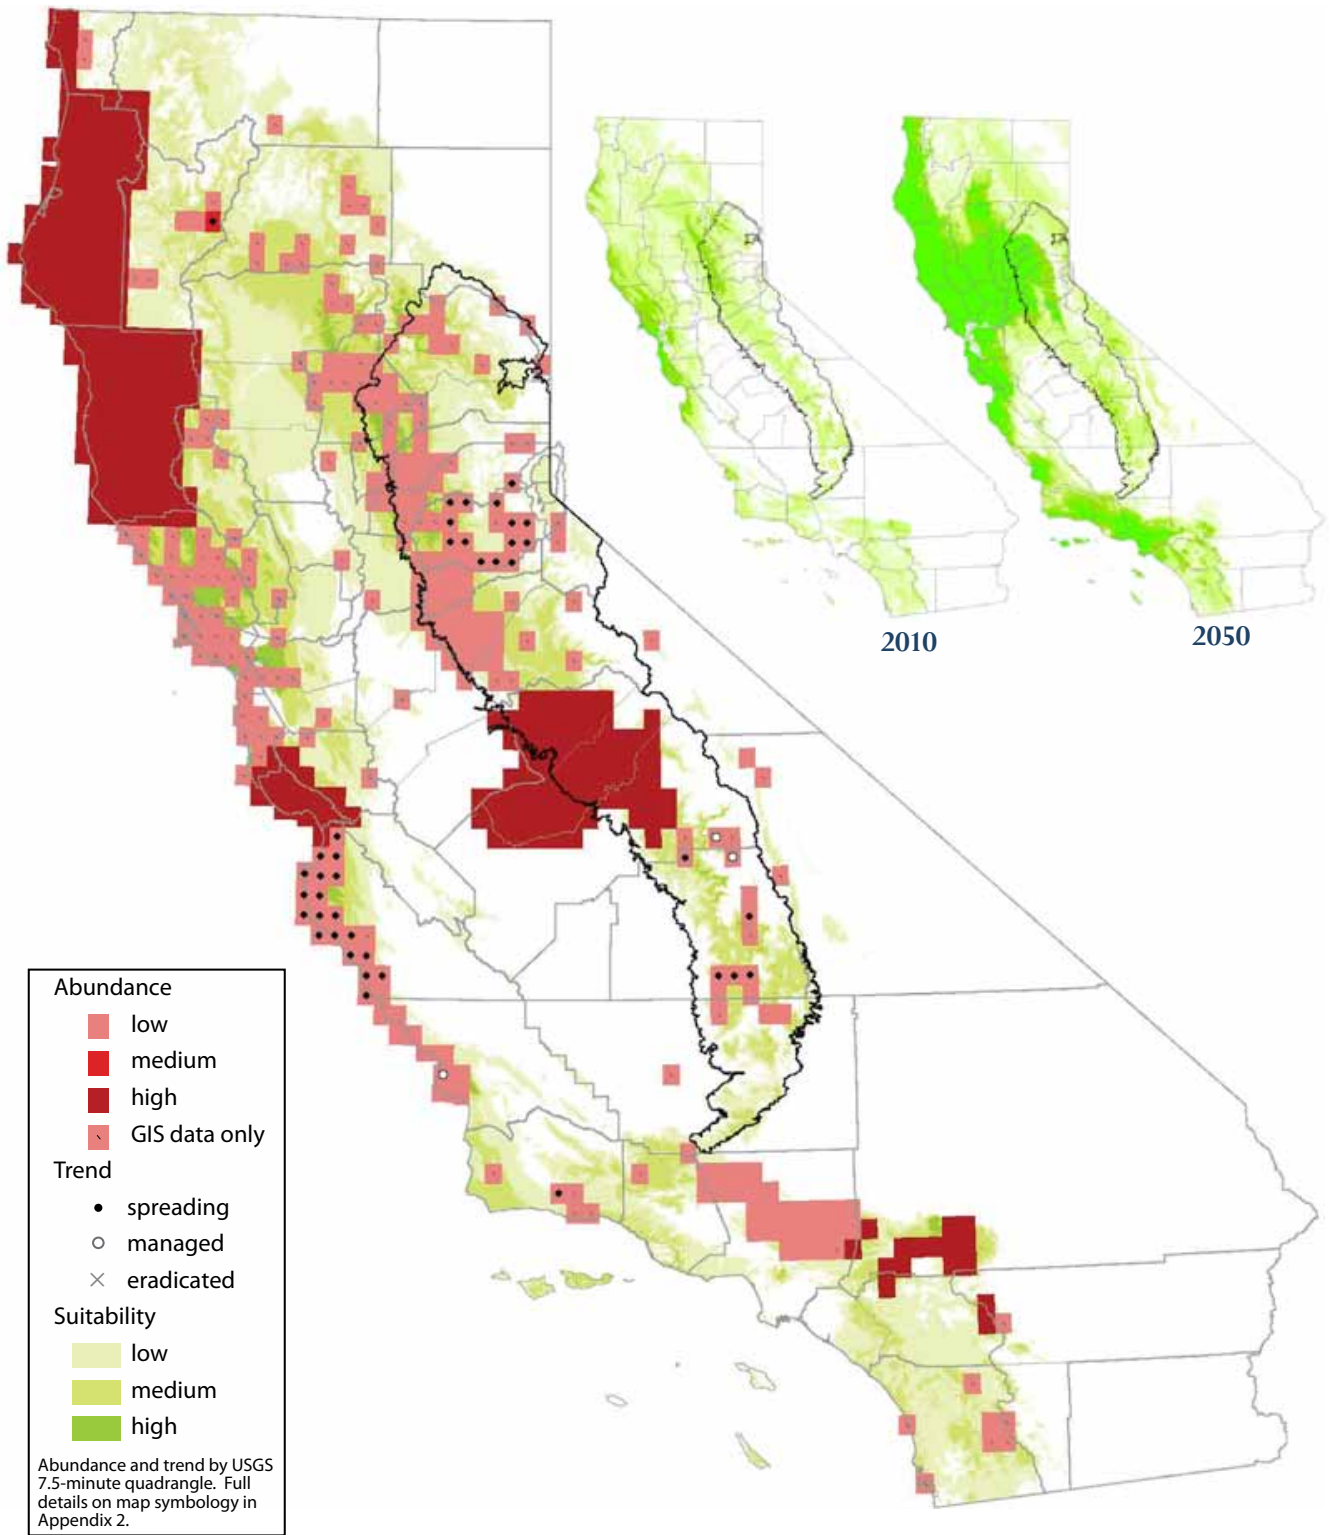 2010
2050
Abundance
low
medium
high
GIS data only
Trend
spreading
managed
eradicated
Suitability
low
medium
high
Abundance and trend by USGS
7.5-minute quadrangle. Full
details on map symbology in
Appendix 2.